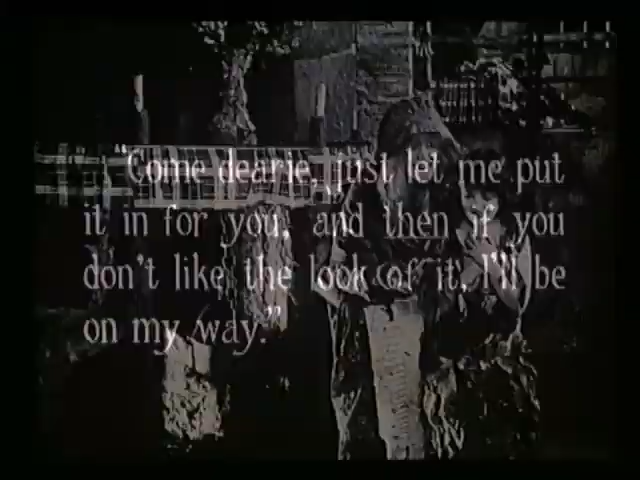 Come dearie, just let me put
it in for you, and then if you
don't like the look of it, I'll be
on my way."